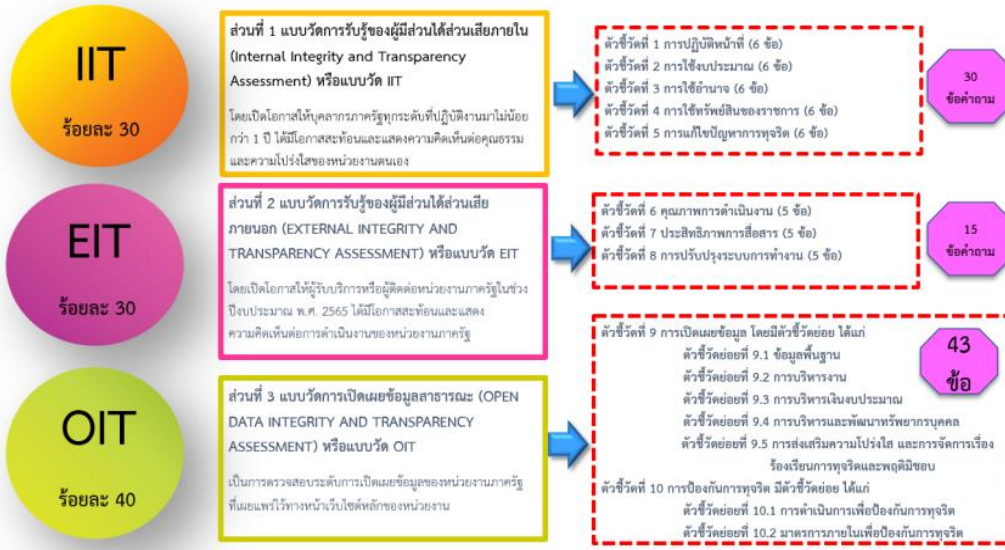 IIT
ร้อยละ 30
ส่วนที่ 1 แบบวัดการรับรู้ของผู้มีส่วนได้ส่วนเสียภายใน
(Internal Integrity and Transparency
Assessment) หรือแบบวัด IIT
โดยเปิดโอกาสให้บุคลากรภาครัฐทุกระดับที่ปฏิบัติงานมาไม่น้อย
กว่า 1 ปี ได้มีโอกาสสะท้อนและแสดงความคิดเห็นต่อคุณธรรม
และความโปร่งใสของหน่วยงานตนเอง
ตัวชี้วัดที่ 1 การปฏิบัติหน้าที่ (6 ข้อ)
ตัวชี้วัดที่ 2 การใช้งบประมาณ (6 ข้อ)
ตัวชี้วัดที่ 3 การใช้อำนาจ (6 ข้อ)
ตัวชี้วัดที่ 4 การใช้ทรัพย์สินของราชการ (6 ข้อ)
ตัวชี้วัดที่ 5 การแก้ไขปัญหาการทุจริต (6 ข้อ)
30
ข้อคำถาม
EIT
ร้อยละ 30
ส่วนที่ 2 แบบวัดการรับรู้ของผู้มีส่วนได้ส่วนเสีย
ภายนอก (EXTERNAL INTEGRITY AND
TRANSPARENCY ASSESSMENT) หรือแบบวัด EIT
โดยเปิดโอกาสให้ผู้รับบริการหรือผู้ติดต่อหน่วยงานภาครัฐในช่วง
ปีงบประมาณ พ.ศ. 2565 ได้มีโอกาสสะท้อนและแสดง
ความคิดเห็นต่อการดำเนินงานของหน่วยงานภาครัฐ
ตัวชี้วัดที่ 6 คุณภาพการดำเนินงาน (5 ข้อ)
ตัวชี้วัดที่ 7 ประสิทธิภาพการสื่อสาร (5 ข้อ)
ตัวชี้วัดที่ 8 การปรับปรุงระบบการทำงาน (5 ข้อ)
15
ข้อคำถาม
OIT
ร้อยละ 40
ส่วนที่ 3 แบบวัดการเปิดเผยข้อมูลสาธารณะ (OPEN
DATA INTEGRITY AND TRANSPARENCY
ASSESSMENT) หรือแบบวัด OIT
เป็นการตรวจสอบระดับการเปิดเผยข้อมูลของหน่วยงานภาครัฐ
ที่เผยแพร่ไว้ทางหน้าเว็บไซต์หลักของหน่วยงาน
ตัวชี้วัดที่ 9 การเปิดเผยข้อมูล โดยมีตัวชี้วัดย่อย ได้แก่
ตัวชี้วัดย่อยที่ 9.1 ข้อมูลพื้นฐาน
ตัวชี้วัดย่อยที่ 9.2 การบริหารงาน
ตัวชี้วัดย่อยที่ 9.3 การบริหารเงินงบประมาณ
ตัวชี้วัดย่อยที่ 9.4 การบริหารและพัฒนาทรัพยากรบุคคล
ตัวชี้วัดย่อยที่ 9.5 การส่งเสริมความโปร่งใส และการจัดการเรื่อง
ร้องเรียนการทุจริตและพฤติมิชอบ
ตัวชี้วัดที่ 10 การป้องกันการทุจริต มีตัวชี้วัดย่อย ได้แก่
ตัวชี้วัดย่อยที่ 10.1 การดำเนินการเพื่อป้องกันการทุจริต
ตัวชี้วัดย่อยที่ 10.2 มาตรการภายในเพื่อป้องกันการทุจริต
43
ข้อ